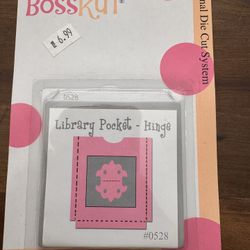 BossKut
6.99
nal Die Cut System
0528
Library Pocket - Hinge
#0528